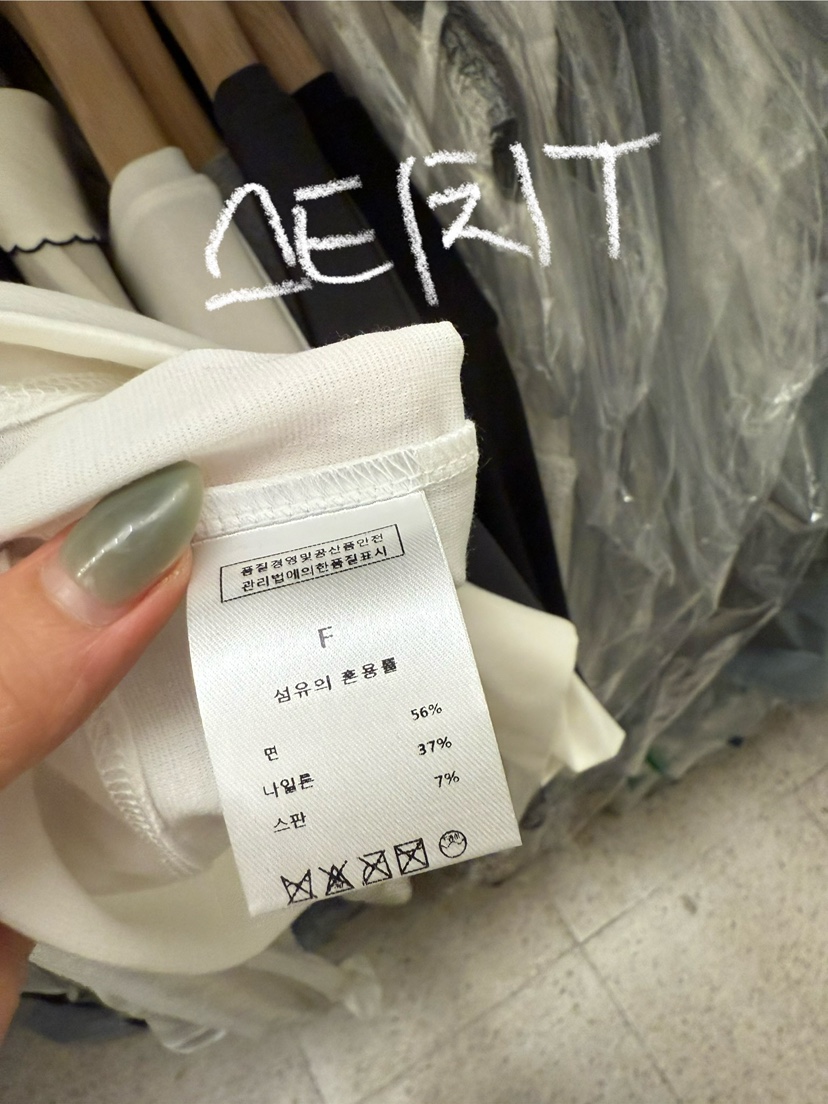 스티치T
품질경영및공산품안전
관리법에의한품질표시
F
섬유의 혼용률
면 56%
나일론 37%
스판 7%